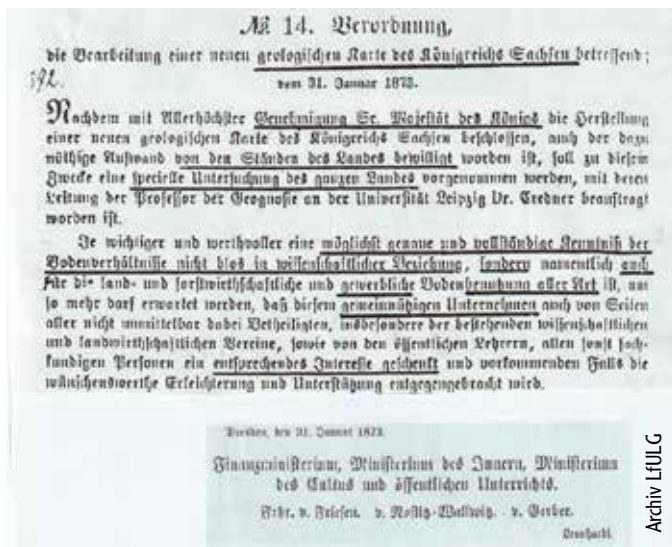 № 14. Verordnung,
die Bearbeitung einer neuen geologischen Karte des Königreichs Sachsen betreffend;
392.
vom 31. Januar 1873.
Nachdem mit Allerhöchster Genehmigung Sr. Majestät des Königs die Herstellung
einer neuen geologischen Karte des Königreichs Sachsen beschlossen, auch der dazu
nöthige Aufwand von den Ständen des Landes bewilligt worden ist, soll zu diesem
Zwecke eine specielle Untersuchung des ganzen Landes vorgenommen werden, mit deren
Leitung der Professor der Geognosie an der Universität Leipzig Dr. Credner beauftragt
worden ist.
Je wichtiger und werthvoller eine möglichst genaue und vollständige Kenntniß der
Bodenverhältnisse nicht blos in wissenschaftlicher Beziehung, sondern namentlich auch
für die land- und forstwirthschaftliche und gewerbliche Bodenbenutzung aller Art ist, um
so mehr darf erwartet werden, daß diesem gemeinnützigen Unternehmen auch von Seiten
aller nicht unmittelbar dabei Betheiligten, insbesondere der bestehenden wissenschaftlichen
und landwirthschaftlichen Vereine, sowie von den öffentlichen Lehrern, allen sonst sach-
kundigen Personen ein entsprechendes Interesse geschenkt und vorkommenden Falls die
wünschenswerthe Erleichterung und Unterstützung entgegengebracht wird.
Dresden, den 31. Januar 1873.
Finanzministerium, Ministerium des Innern, Ministerium
des Cultus und öffentlichen Unterrichts.
Frhr. v. Friesen. v. Nostitz-Wallwitz. v. Gerber.
Archiv LfULG